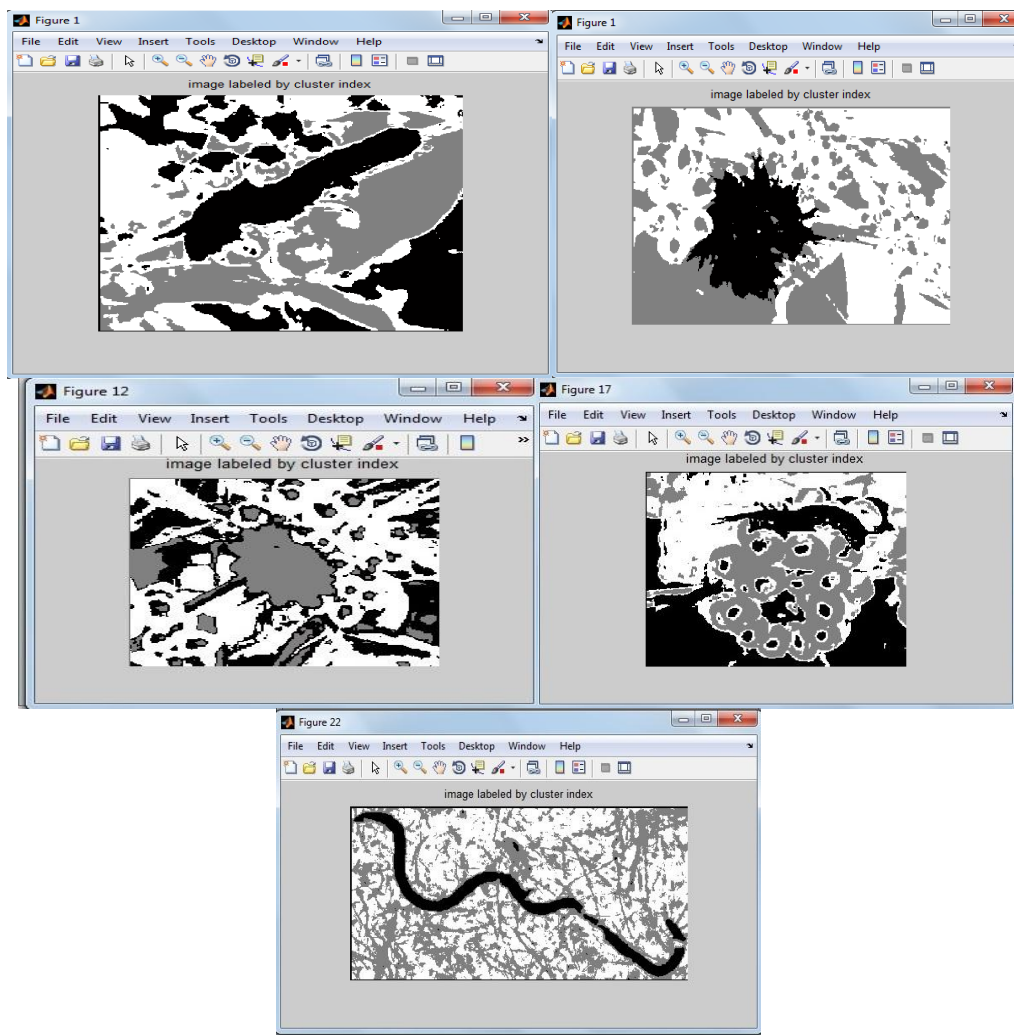 Figure 1
File Edit View Insert Tools Desktop Window Help
image labeled by cluster index
Figure 1
File Edit View Insert Tools Desktop Window Help
image labeled by cluster index
Figure 12
File Edit View Insert Tools Desktop Window Help
image labeled by cluster index
Figure 17
File Edit View Insert Tools Desktop Window Help
image labeled by cluster index
Figure 22
File Edit View Insert Tools Desktop Window Help
image labeled by cluster index